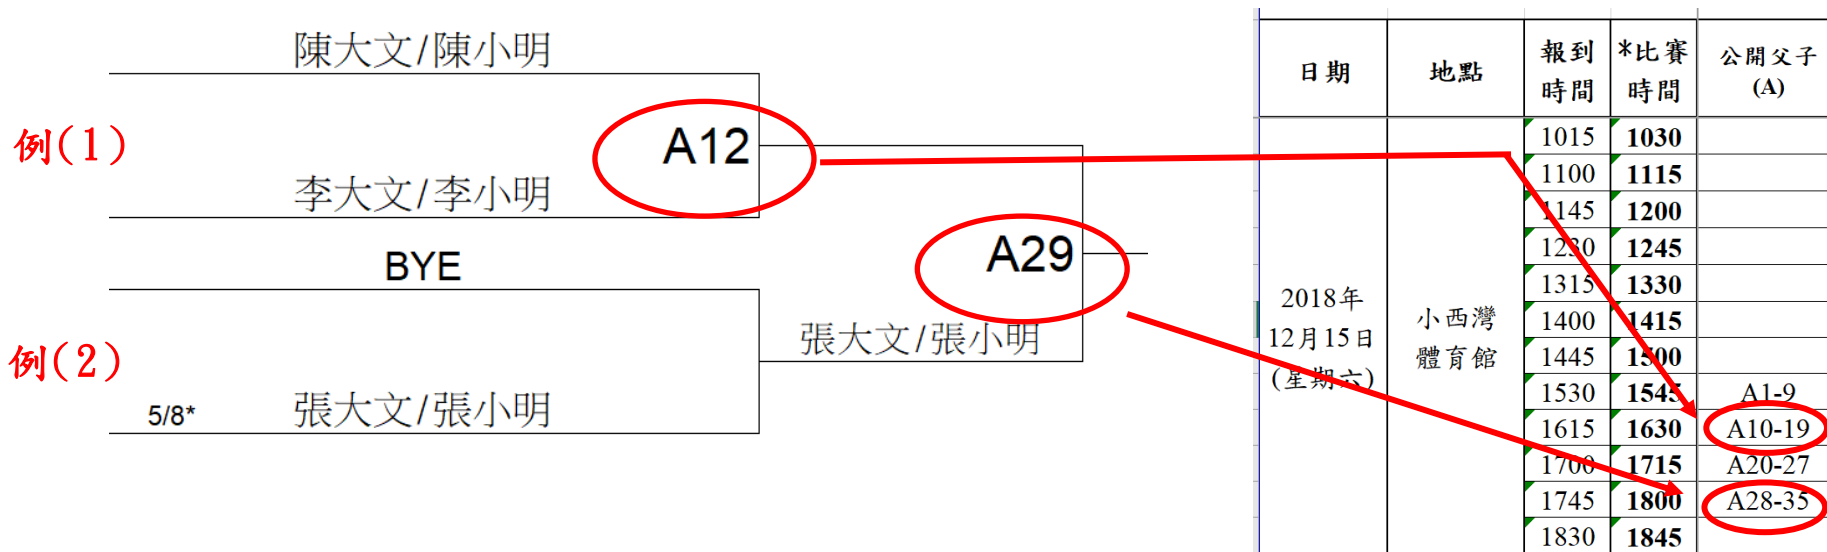 陳大文/陳小明
例(1)
A12
李大文/李小明
BYE
A29
例(2)
張大文/張小明
5/8* 張大文/張小明
日期 地點 報到時間 *比賽時間 公開父子(A)
2018年
12月15日
(星期六)
小西灣
體育館
1015 1030
1100 1115
1145 1200
1230 1245
1315 1330
1400 1415
1445 1500
1530 1545 A1-9
1615 1630 A10-19
1700 1715 A20-27
1745 1800 A28-35
1830 1845